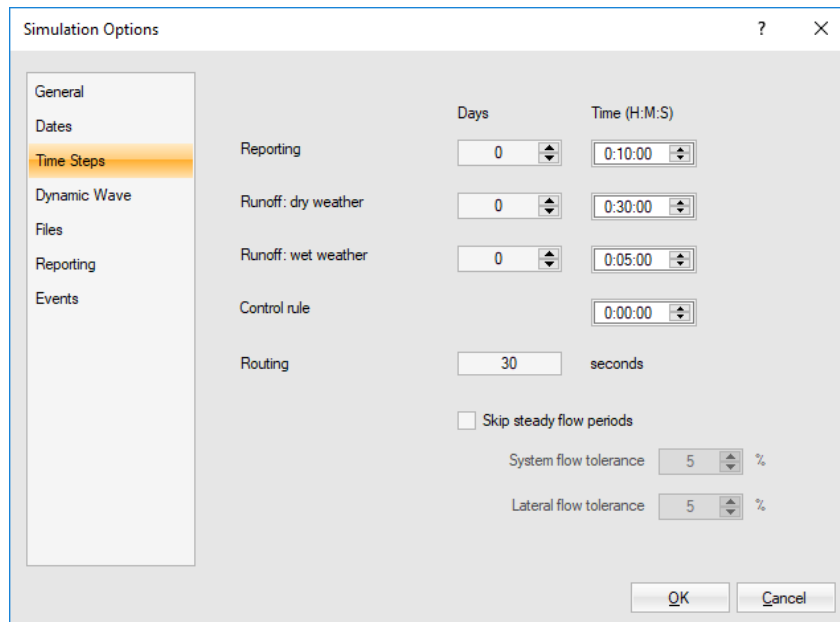 Simulation Options
?
General
Dates
Time Steps
Dynamic Wave
Files
Reporting
Events
Days Time (H:M:S)
Reporting 0 0:10:00
Runoff: dry weather 0 0:30:00
Runoff: wet weather 0 0:05:00
Control rule 0:00:00
Routing 30 seconds
Skip steady flow periods
System flow tolerance 5 %
Lateral flow tolerance 5 %
OK Cancel